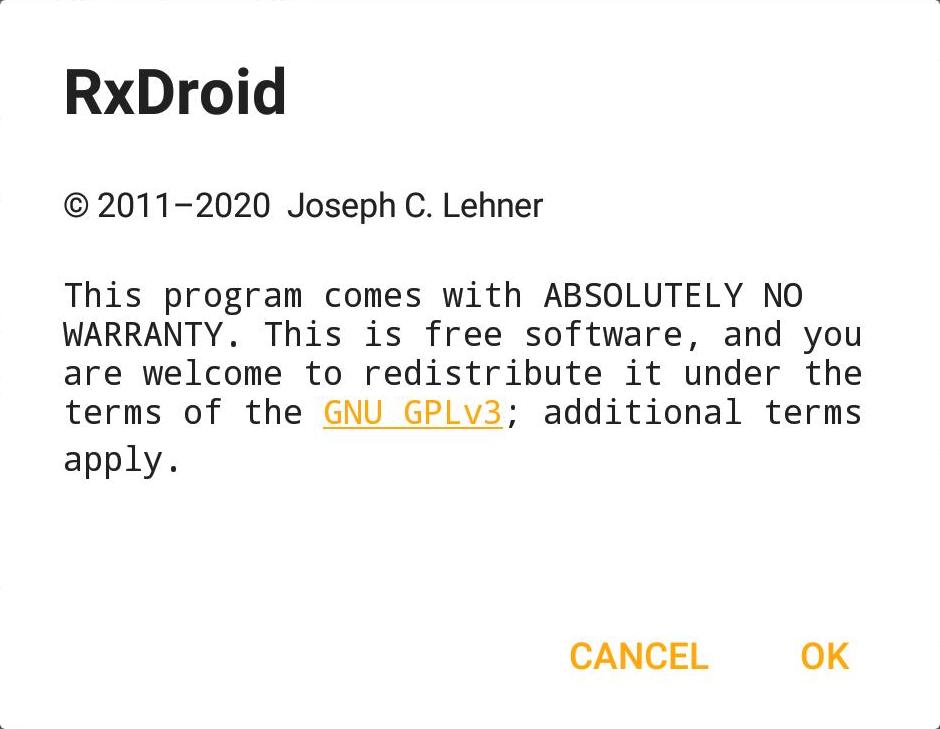 RxDroid
© 2011–2020 Joseph C. Lehner
This program comes with ABSOLUTELY NO
WARRANTY. This is free software, and you
are welcome to redistribute it under the
terms of the GNU GPLv3; additional terms
apply.
CANCEL OK